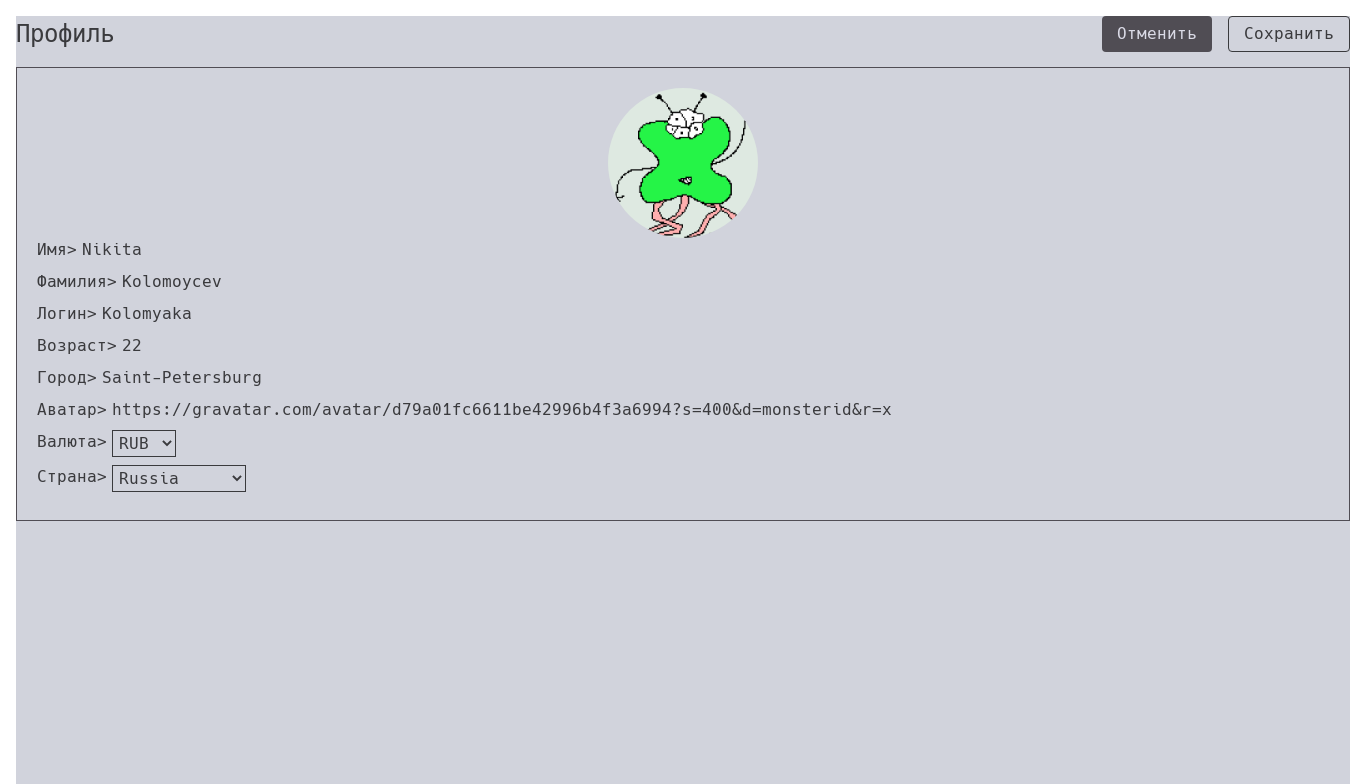 Профиль
Отменить
Сохранить
Имя> Nikita
Фамилия> Kolomoycev
Логин> Kolomyaka
Возраст> 22
Город> Saint-Petersburg
Аватар> https://gravatar.com/avatar/d79a01fc6611be42996b4f3a6994?s=400&d=monsterid&r=x
Валюта> RUB
Страна> Russia